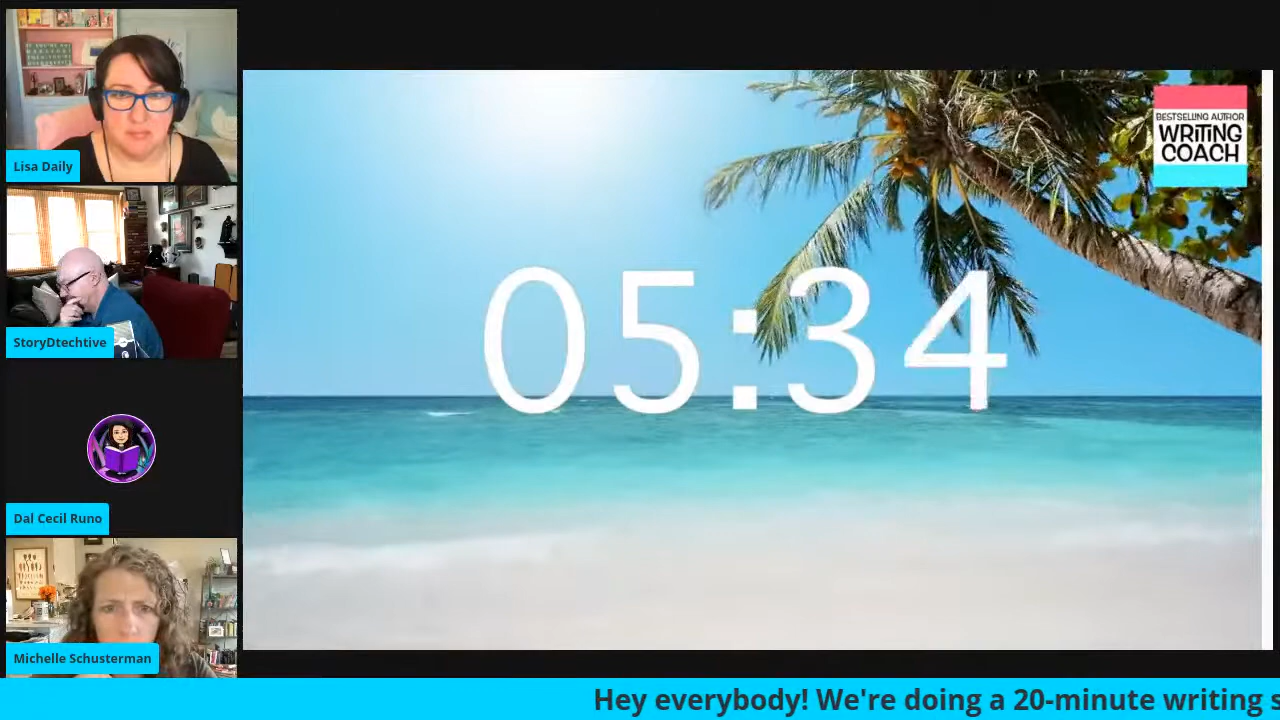 Lisa Daily
StoryDtechtive
Dal Cecil Runo
Michelle Schusterman
05:34
BESTSELLING AUTHOR
WRITING
COACH
Hey everybody! We're doing a 20-minute writing s